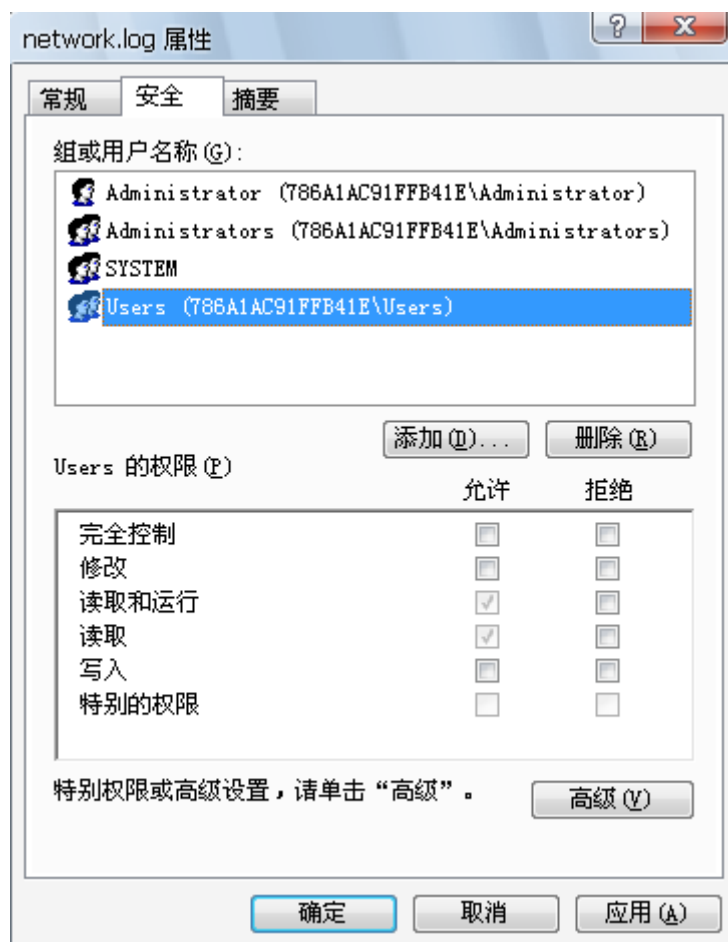 network.log 属性
常规 安全 摘要
组或用户名称(G):
Administrator (786A1AC91FFB41E\Administrator)
Administrators (786A1AC91FFB41E\Administrators)
SYSTEM
Users (786A1AC91FFB41E\Users)
添加(D)... 删除(R)
Users 的权限(P) 允许 拒绝
完全控制
修改
读取和运行
读取
写入
特别的权限
特别权限或高级设置，请单击“高级”。 高级(V)
确定 取消 应用(A)